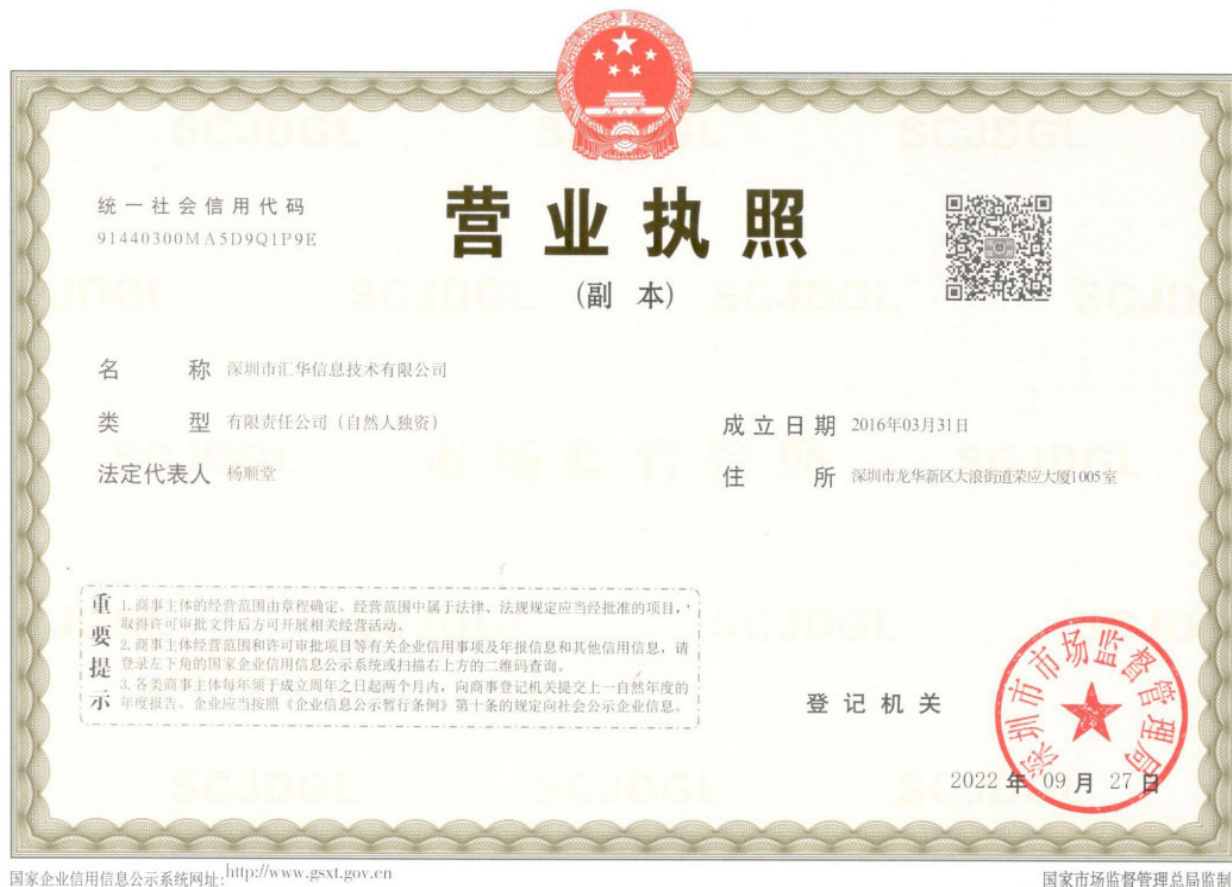 统一社会信用代码
91440300MA5D9Q1P9E
营业执照
(副 本)
名 称 深圳市汇华信息技术有限公司
类 型 有限责任公司（自然人独资）
法定代表人 杨顺堂
成立日期 2016年03月31日
住 所 深圳市龙华新区大浪街道荣应大厦1005室
重要提示
1.商事主体的经营范围由章程确定。经营范围中属于法律、法规规定应当经批准的项目，
取得许可审批文件后方可开展相关经营活动。
2.商事主体经营范围和许可审批项目等有关企业信用事项及年报信息和其他信用信息，请
登录左下角的国家企业信用信息公示系统或扫描右上方的二维码查询。
3.各类商事主体每年须于成立周年之日起两个月内，向商事登记机关提交上一自然年度的
年度报告。企业应当按照《企业信息公示暂行条例》第十条的规定向社会公示企业信息。
登记机关
深圳市市场监督管理局
2022 年 09 月 27 日
国家企业信用信息公示系统网址:http://www.gsxt.gov.cn
国家市场监督管理总局监制